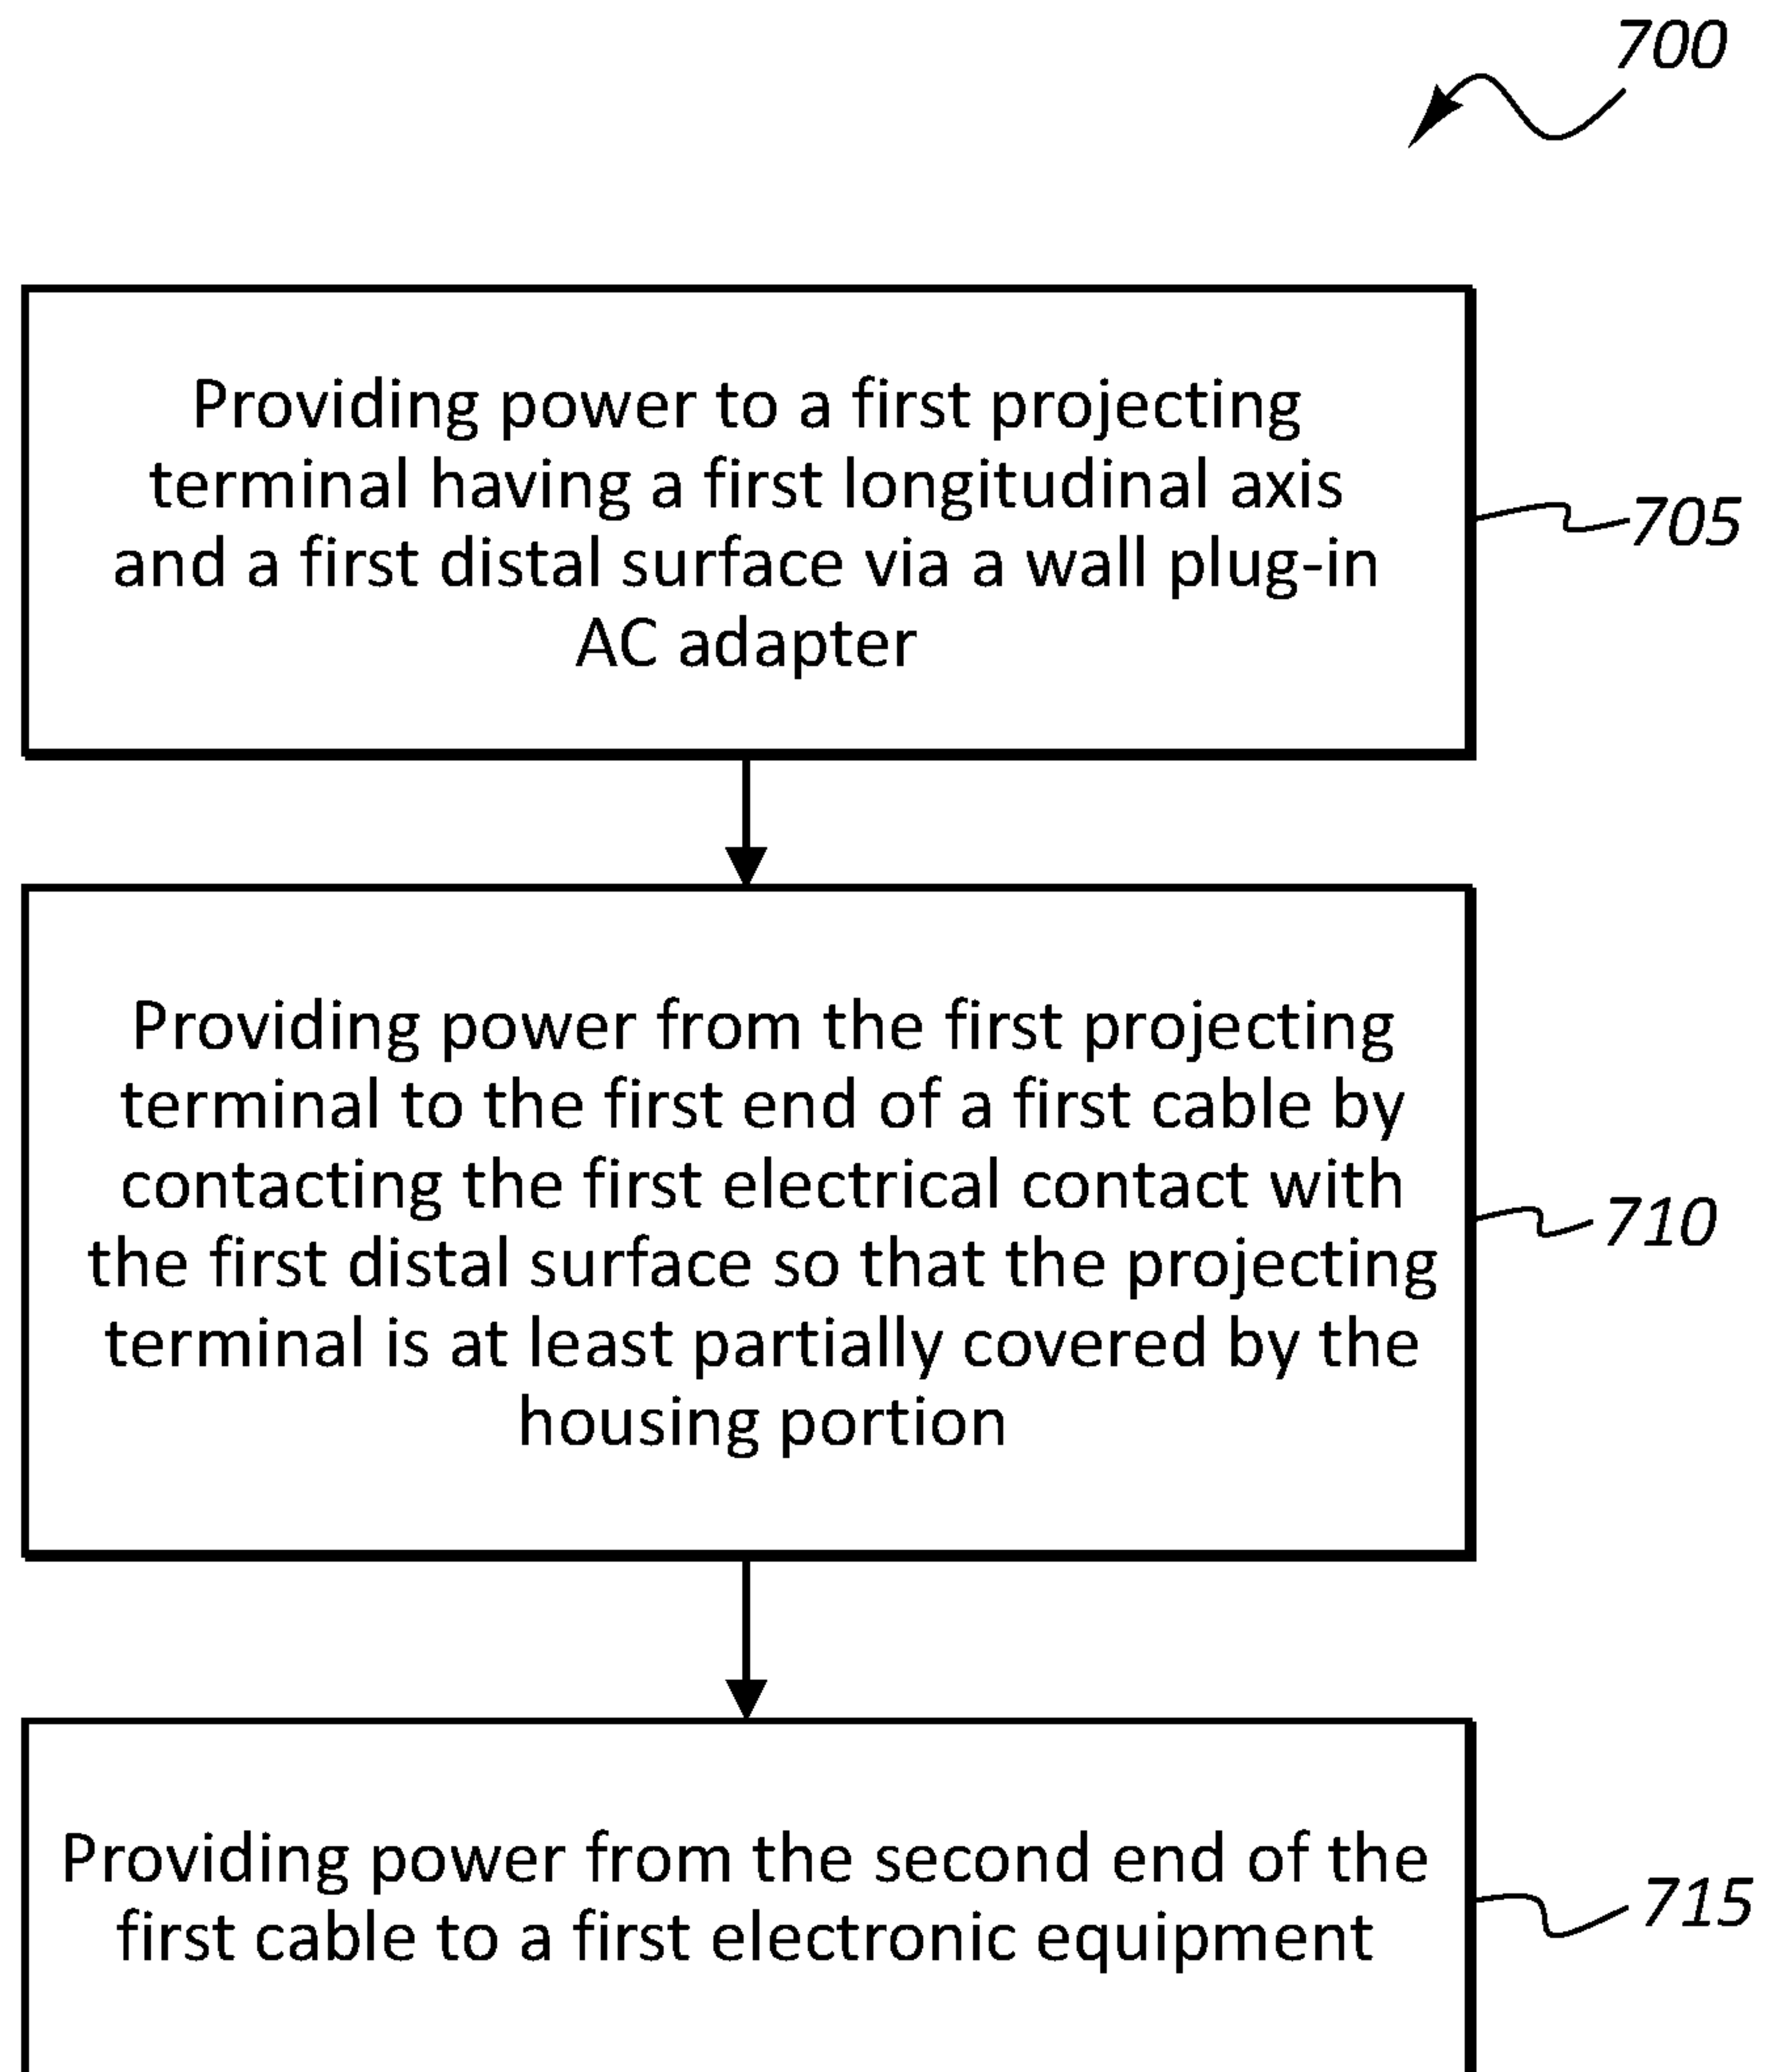 700
Providing power to a first projecting
terminal having a first longitudinal axis
and a first distal surface via a wall plug-in
AC adapter
705
Providing power from the first projecting
terminal to the first end of a first cable by
contacting the first electrical contact with
the first distal surface so that the projecting
terminal is at least partially covered by the
housing portion
710
Providing power from the second end of the
first cable to a first electronic equipment
715